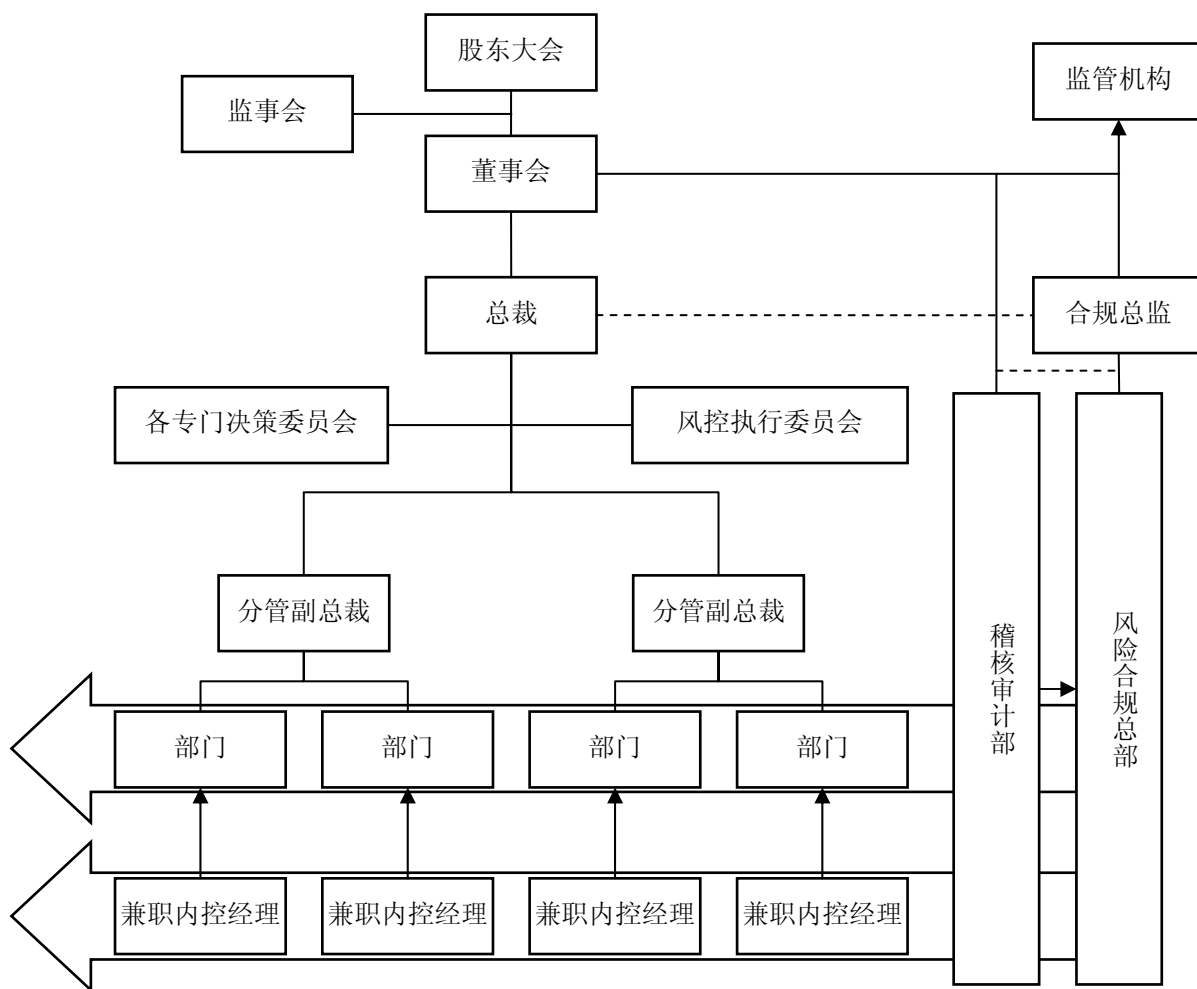 股东大会
监管机构
监事会
董事会
总裁
合规总监
各专门决策委员会
风控执行委员会
分管副总裁
分管副总裁
稽核审计部
风险合规总部
部门
部门
部门
部门
兼职内控经理
兼职内控经理
兼职内控经理
兼职内控经理